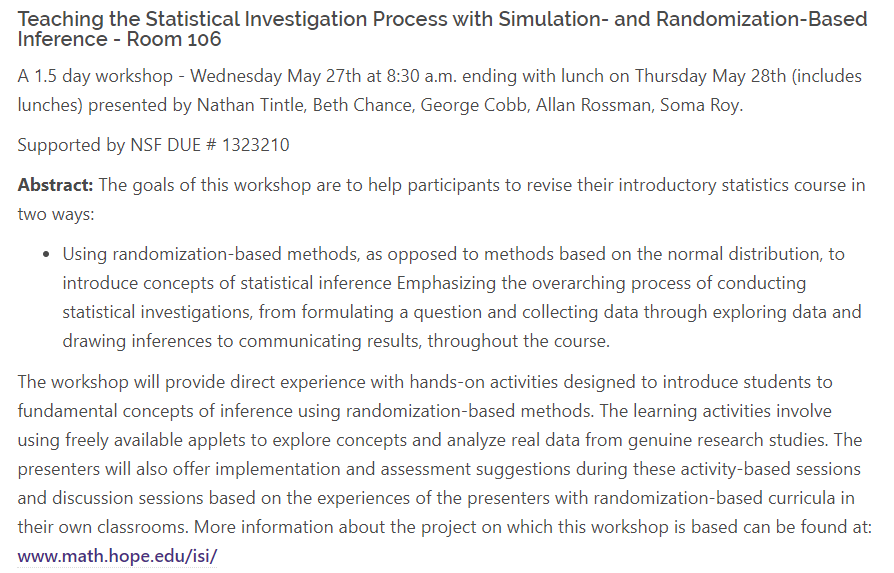 Teaching the Statistical Investigation Process with Simulation- and Randomization-Based
Inference - Room 106
A 1.5 day workshop - Wednesday May 27th at 8:30 a.m. ending with lunch on Thursday May 28th (includes
lunches) presented by Nathan Tintle, Beth Chance, George Cobb, Allan Rossman, Soma Roy.
Supported by NSF DUE # 1323210
Abstract: The goals of this workshop are to help participants to revise their introductory statistics course in
two ways:
• Using randomization-based methods, as opposed to methods based on the normal distribution, to
introduce concepts of statistical inference Emphasizing the overarching process of conducting
statistical investigations, from formulating a question and collecting data through exploring data and
drawing inferences to communicating results, throughout the course.
The workshop will provide direct experience with hands-on activities designed to introduce students to
fundamental concepts of inference using randomization-based methods. The learning activities involve
using freely available applets to explore concepts and analyze real data from genuine research studies. The
presenters will also offer implementation and assessment suggestions during these activity-based sessions
and discussion sessions based on the experiences of the presenters with randomization-based curricula in
their own classrooms. More information about the project on which this workshop is based can be found at:
www.math.hope.edu/isi/